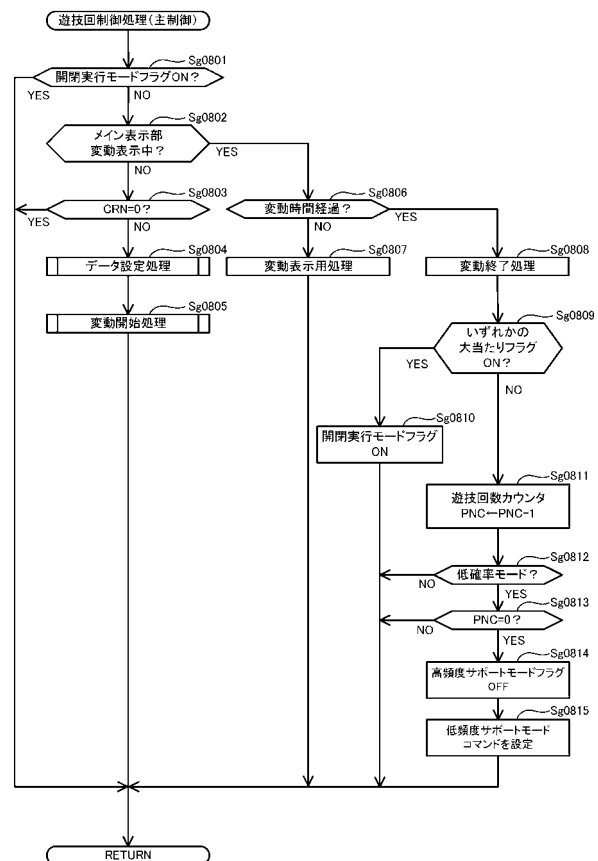 遊技回制御処理(主制御)
Sg0801
開閉実行モードフラグON?
YES
NO
Sg0802
メイン表示部
変動表示中?
YES
NO
Sg0803
CRN=0?
YES
NO
Sg0804
データ設定処理
Sg0805
変動開始処理
Sg0806
変動時間経過?
YES
NO
Sg0807
変動表示用処理
Sg0808
変動終了処理
Sg0809
いずれかの
大当たりフラグ
ON?
YES
NO
Sg0810
開閉実行モードフラグ
ON
Sg0811
遊技回数カウンタ
PNC←PNC-1
Sg0812
低確率モード?
NO
YES
Sg0813
PNC=0?
NO
YES
Sg0814
高頻度サポートモードフラグ
OFF
Sg0815
低頻度サポートモード
コマンドを設定
RETURN